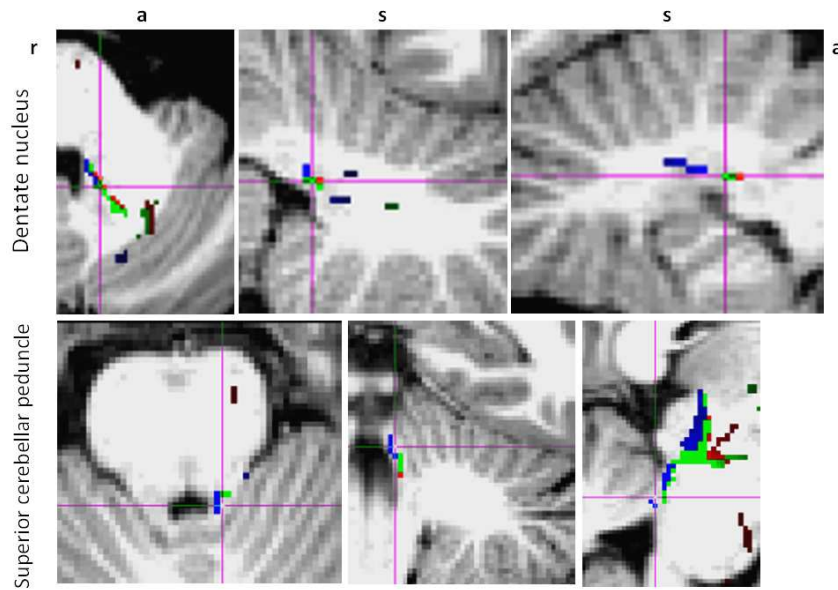 a s s
r a
Dentate nucleus
Superior cerebellar peduncle